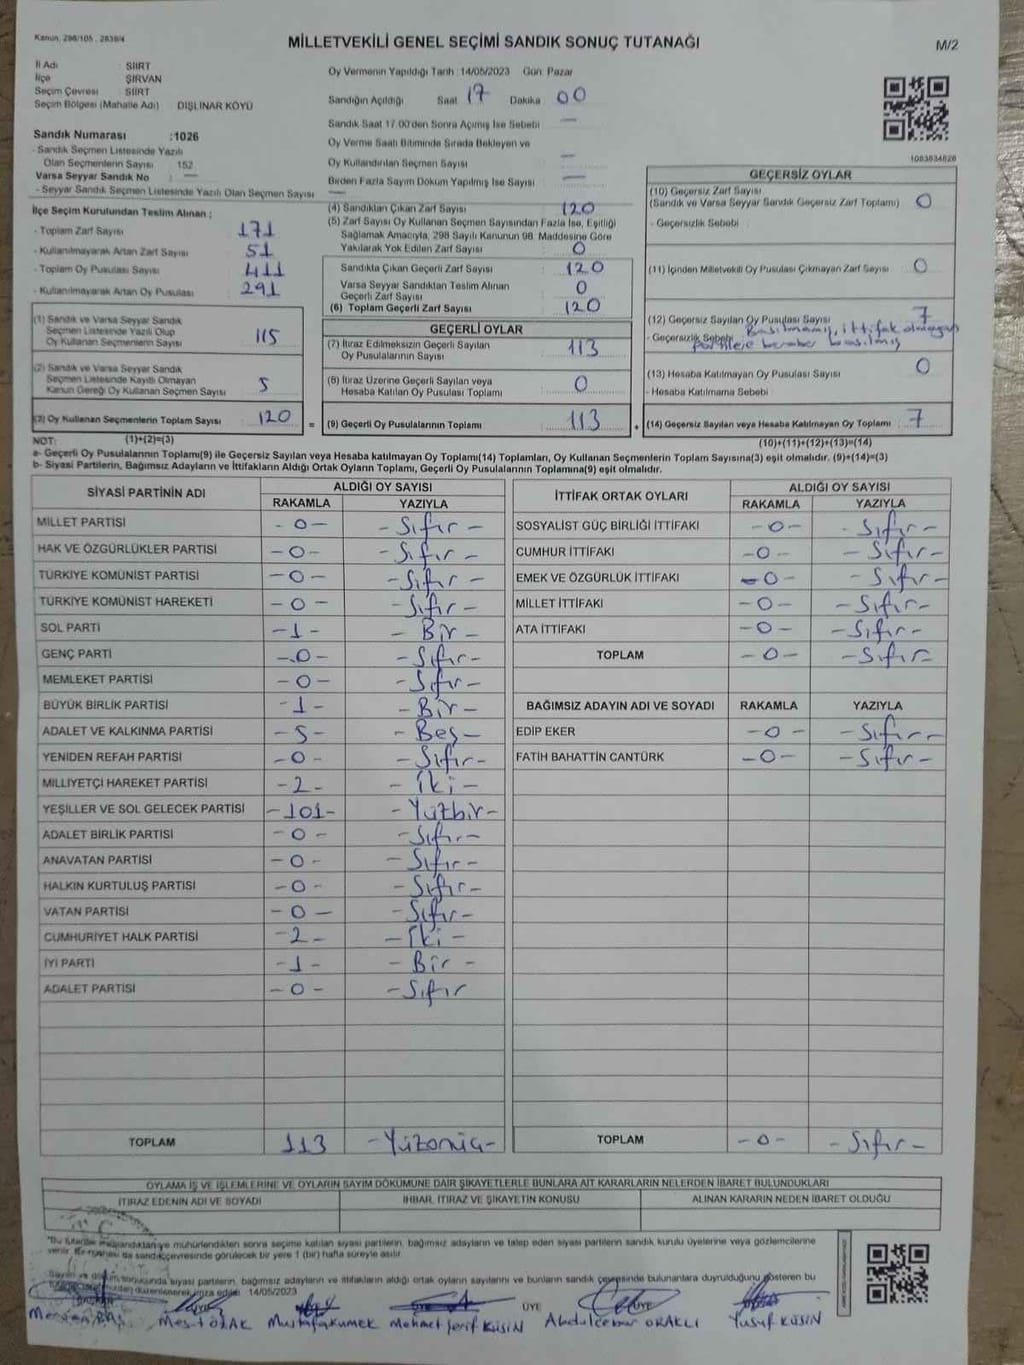 Kanun, 298/105 , 2839/4
MİLLETVEKİLİ GENEL SEÇİMİ SANDIK SONUÇ TUTANAĞI
M/2
İl Adı : SİİRT
İlçe : ŞİRVAN
Seçim Çevresi : SİİRT
Seçim Bölgesi (Mahalle Adı) : DİŞLİNAR KÖYÜ
Sandık Numarası :1026
- Sandık Seçmen Listesinde Yazılı
Olan Seçmenlerin Sayısı : 152
Varsa Seyyar Sandık No : —
- Seyyar Sandık Seçmen Listesinde Yazılı Olan Seçmen Sayısı : —
Oy Vermenin Yapıldığı Tarih :14/05/2023 Gün: Pazar
Sandığın Açıldığı Saat 17 Dakika : 00
Sandık Saat 17.00'den Sonra Açılmış İse Sebebi : —
Oy Verme Saati Bitiminde Sırada Bekleyen ve
Oy Kullandırılan Seçmen Sayısı : —
Birden Fazla Sayım Döküm Yapılmış İse Sayısı : —
1083834626
İlçe Seçim Kurulundan Teslim Alınan ;
- Toplam Zarf Sayısı : 171
- Kullanılmayarak Artan Zarf Sayısı : 51
- Toplam Oy Pusulası Sayısı : 411
- Kullanılmayarak Artan Oy Pusulası : 291
(1) Sandık ve Varsa Seyyar Sandık
Seçmen Listesinde Yazılı Olup
Oy Kullanan Seçmenlerin Sayısı : 115
(2) Sandık ve Varsa Seyyar Sandık
Seçmen Listesinde Kayıtlı Olmayan
Kanun Gereği Oy Kullanan Seçmen Sayısı : 5
(3) Oy Kullanan Seçmenlerin Toplam Sayısı : 120
(4) Sandıktan Çıkan Zarf Sayısı : 120
(5) Zarf Sayısı Oy Kullanan Seçmen Sayısından Fazla İse, Eşitliği
Sağlamak Amacıyla, 298 Sayılı Kanunun 98. Maddesine Göre
Yakılarak Yok Edilen Zarf Sayısı : 0
Sandıkta Çıkan Geçerli Zarf Sayısı : 120
Varsa Seyyar Sandıktan Teslim Alınan
Geçerli Zarf Sayısı : 0
(6) Toplam Geçerli Zarf Sayısı : 120
GEÇERLİ OYLAR
(7) İtiraz Edilmeksizin Geçerli Sayılan
Oy Pusulalarının Sayısı : 113
(8) İtiraz Üzerine Geçerli Sayılan veya
Hesaba Katılan Oy Pusulası Toplamı : 0
= (9) Geçerli Oy Pusulalarının Toplamı : 113
GEÇERSİZ OYLAR
(10) Geçersiz Zarf Sayısı
(Sandık ve Varsa Seyyar Sandık Geçersiz Zarf Toplamı) : 0
- Geçersizlik Sebebi :
(11) İçinden Milletvekili Oy Pusulası Çıkmayan Zarf Sayısı : 0
(12) Geçersiz Sayılan Oy Pusulası Sayısı : 7
- Geçersizlik Sebebi : Basılmamış, ittifak olmayan
partilere beraber basılmış
(13) Hesaba Katılmayan Oy Pusulası Sayısı : 0
- Hesaba Katılmama Sebebi :
+ (14) Geçersiz Sayılan veya Hesaba Katılmayan Oy Toplamı : 7
NOT: (1)+(2)=(3) (10)+(11)+(12)+(13)=(14)
a- Geçerli Oy Pusulalarının Toplamı(9) ile Geçersiz Sayılan veya Hesaba katılmayan Oy Toplamı(14) Toplamları, Oy Kullanan Seçmenlerin Toplam Sayısına(3) eşit olmalıdır. (9)+(14)=(3)
b- Siyasi Partilerin, Bağımsız Adayların ve İttifakların Aldığı Ortak Oyların Toplamı, Geçerli Oy Pusulalarının Toplamına(9) eşit olmalıdır.
SİYASİ PARTİNİN ADI ALDIĞI OY SAYISI
RAKAMLA YAZIYLA
MİLLET PARTİSİ - 0 - - Sıfır -
HAK VE ÖZGÜRLÜKLER PARTİSİ - 0 - - Sıfır -
TÜRKİYE KOMÜNİST PARTİSİ - 0 - - Sıfır -
TÜRKİYE KOMÜNİST HAREKETİ - 0 - - Sıfır -
SOL PARTİ - 1 - - Bir -
GENÇ PARTİ - 0 - - Sıfır -
MEMLEKET PARTİSİ - 0 - - Sıfır -
BÜYÜK BİRLİK PARTİSİ - 1 - - Bir -
ADALET VE KALKINMA PARTİSİ - 5 - - Beş -
YENİDEN REFAH PARTİSİ - 0 - - Sıfır -
MİLLİYETÇİ HAREKET PARTİSİ - 2 - - İki -
YEŞİLLER VE SOL GELECEK PARTİSİ - 101 - - Yüzbir -
ADALET BİRLİK PARTİSİ - 0 - - Sıfır -
ANAVATAN PARTİSİ - 0 - - Sıfır -
HALKIN KURTULUŞ PARTİSİ - 0 - - Sıfır -
VATAN PARTİSİ - 0 - - Sıfır -
CUMHURİYET HALK PARTİSİ - 2 - - İki -
İYİ PARTİ - 1 - - Bir -
ADALET PARTİSİ - 0 - - Sıfır
TOPLAM 113 - Yüzonüç -
İTTİFAK ORTAK OYLARI ALDIĞI OY SAYISI
RAKAMLA YAZIYLA
SOSYALİST GÜÇ BİRLİĞİ İTTİFAKI - 0 - - Sıfır -
CUMHUR İTTİFAKI - 0 - - Sıfır -
EMEK VE ÖZGÜRLÜK İTTİFAKI - 0 - - Sıfır -
MİLLET İTTİFAKI - 0 - - Sıfır -
ATA İTTİFAKI - 0 - - Sıfır -
TOPLAM - 0 - - Sıfır -
BAĞIMSIZ ADAYIN ADI VE SOYADI RAKAMLA YAZIYLA
EDİP EKER - 0 - - Sıfır -
FATİH BAHATTİN CANTÜRK - 0 - - Sıfır -
TOPLAM - 0 - - Sıfır -
OYLAMA İŞ VE İŞLEMLERİNE VE OYLARIN SAYIM DÖKÜMÜNE DAİR ŞİKAYETLERLE BUNLARA AİT KARARLARIN NELERDEN İBARET BULUNDUKLARI
İTİRAZ EDENİN ADI VE SOYADI İHBAR, İTİRAZ VE ŞİKAYETİN KONUSU ALINAN KARARIN NEDEN İBARET OLDUĞU
"Bu tutanak imzalandıktan ve mühürlendikten sonra seçime katılan siyasi partilerin, bağımsız adayların ve talep eden siyasi partilerin sandık kurulu üyelerine veya gözlemcilerine
verilir. Bir nüshası da sandık çevresinde görülecek bir yere 1 (bir) hafta süreyle asılır.
Sayım ve döküm sonucunda siyasi partilerin, bağımsız adayların ve ittifakların aldığı ortak oyların sayılarını ve bunların sandık çevresinde bulunanlara duyrulduğunu gösteren bu
düzenlenerek imza edildi. 14/05/2023
ÜYE ÜYE ÜYE
Mesut Mustafa KUMEK Mehmet Şerif KÜSİN Abdulcebar ORAKLI Yusuf KÜSİN